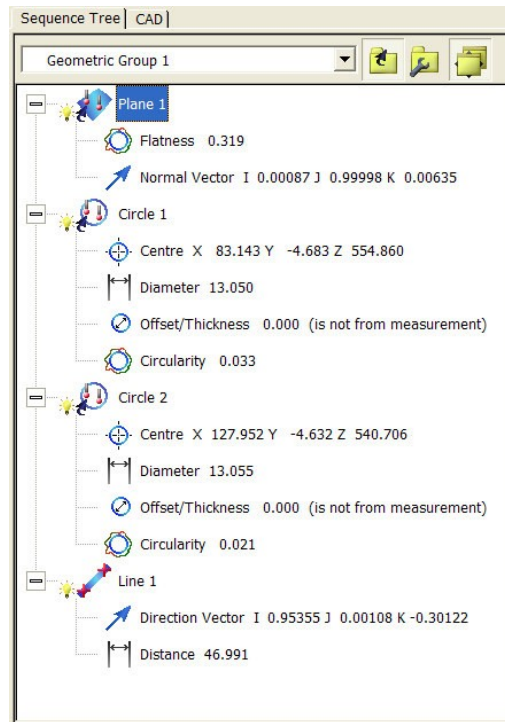 Sequence Tree CAD
Geometric Group 1
Plane 1
Flatness 0.319
Normal Vector I 0.00087 J 0.99998 K 0.00635
Circle 1
Centre X 83.143 Y -4.683 Z 554.860
Diameter 13.050
Offset/Thickness 0.000 (is not from measurement)
Circularity 0.033
Circle 2
Centre X 127.952 Y -4.632 Z 540.706
Diameter 13.055
Offset/Thickness 0.000 (is not from measurement)
Circularity 0.021
Line 1
Direction Vector I 0.95355 J 0.00108 K -0.30122
Distance 46.991